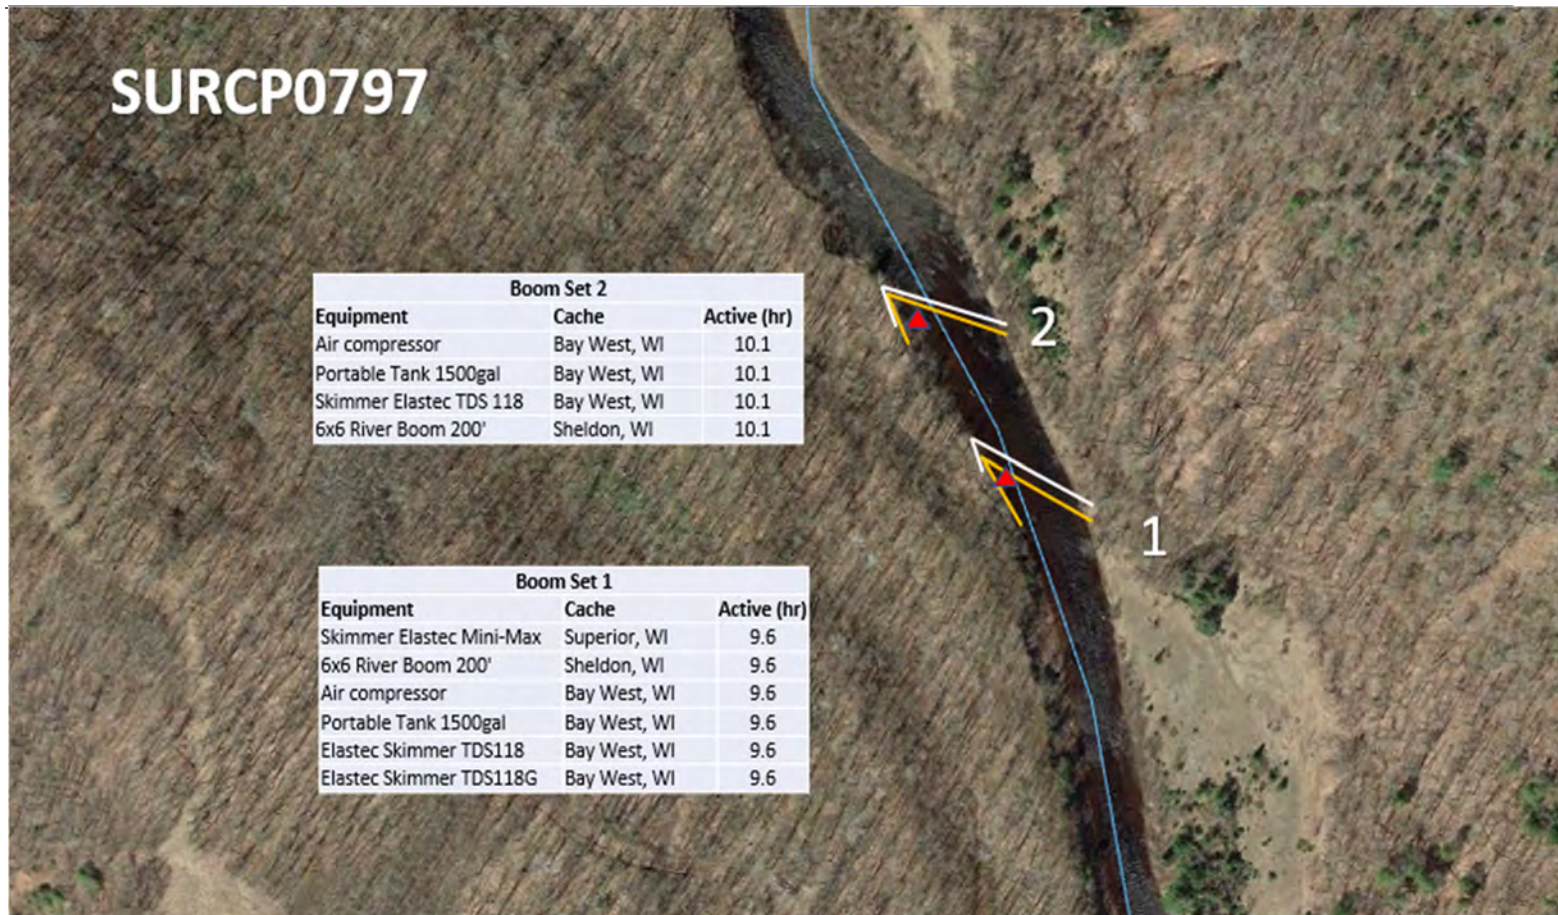 SURCP0797
Boom Set 2
Equipment Cache Active (hr)
Air compressor Bay West, WI 10.1
Portable Tank 1500gal Bay West, WI 10.1
Skimmer Elastec TDS 118 Bay West, WI 10.1
6x6 River Boom 200' Sheldon, WI 10.1
2
1
Boom Set 1
Equipment Cache Active (hr)
Skimmer Elastec Mini-Max Superior, WI 9.6
6x6 River Boom 200' Sheldon, WI 9.6
Air compressor Bay West, WI 9.6
Portable Tank 1500gal Bay West, WI 9.6
Elastec Skimmer TDS118 Bay West, WI 9.6
Elastec Skimmer TDS118G Bay West, WI 9.6